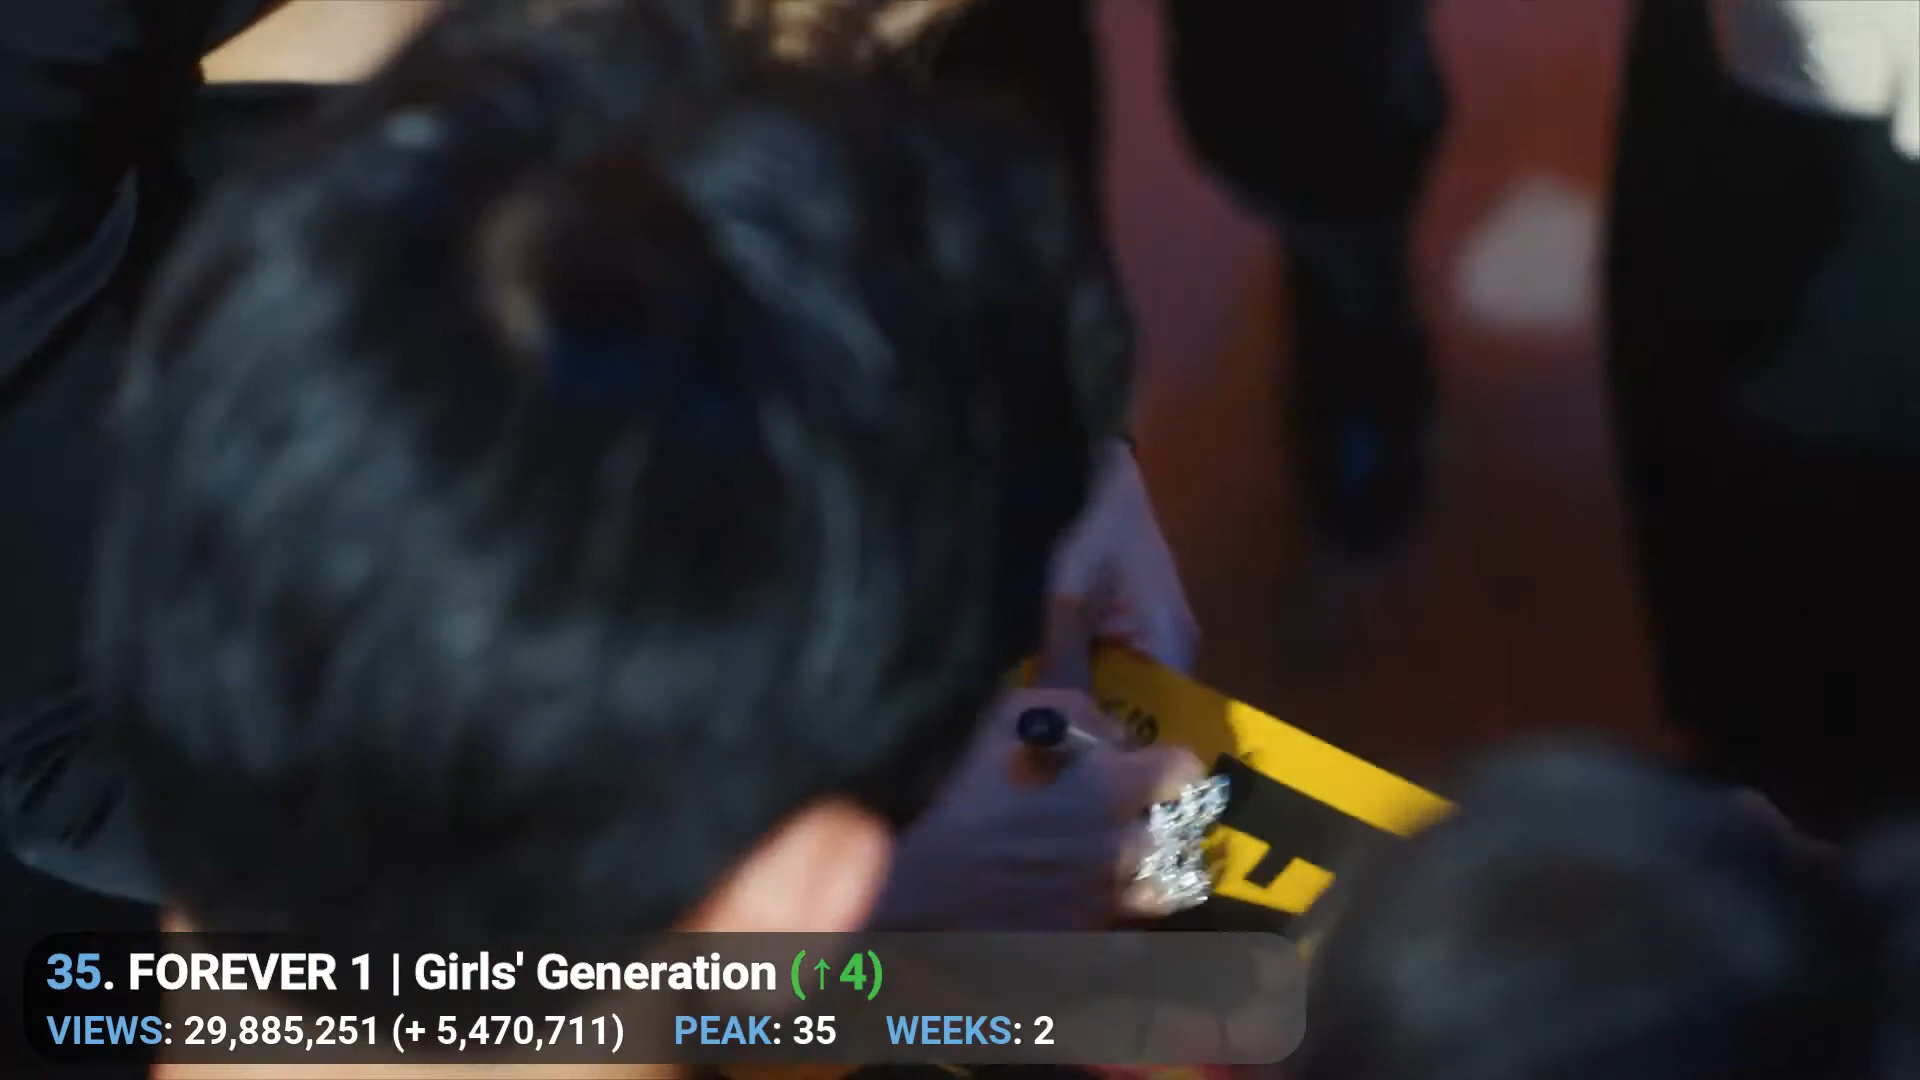 35. FOREVER 1 | Girls' Generation (↑4)
VIEWS: 29,885,251 (+ 5,470,711) PEAK: 35 WEEKS: 2